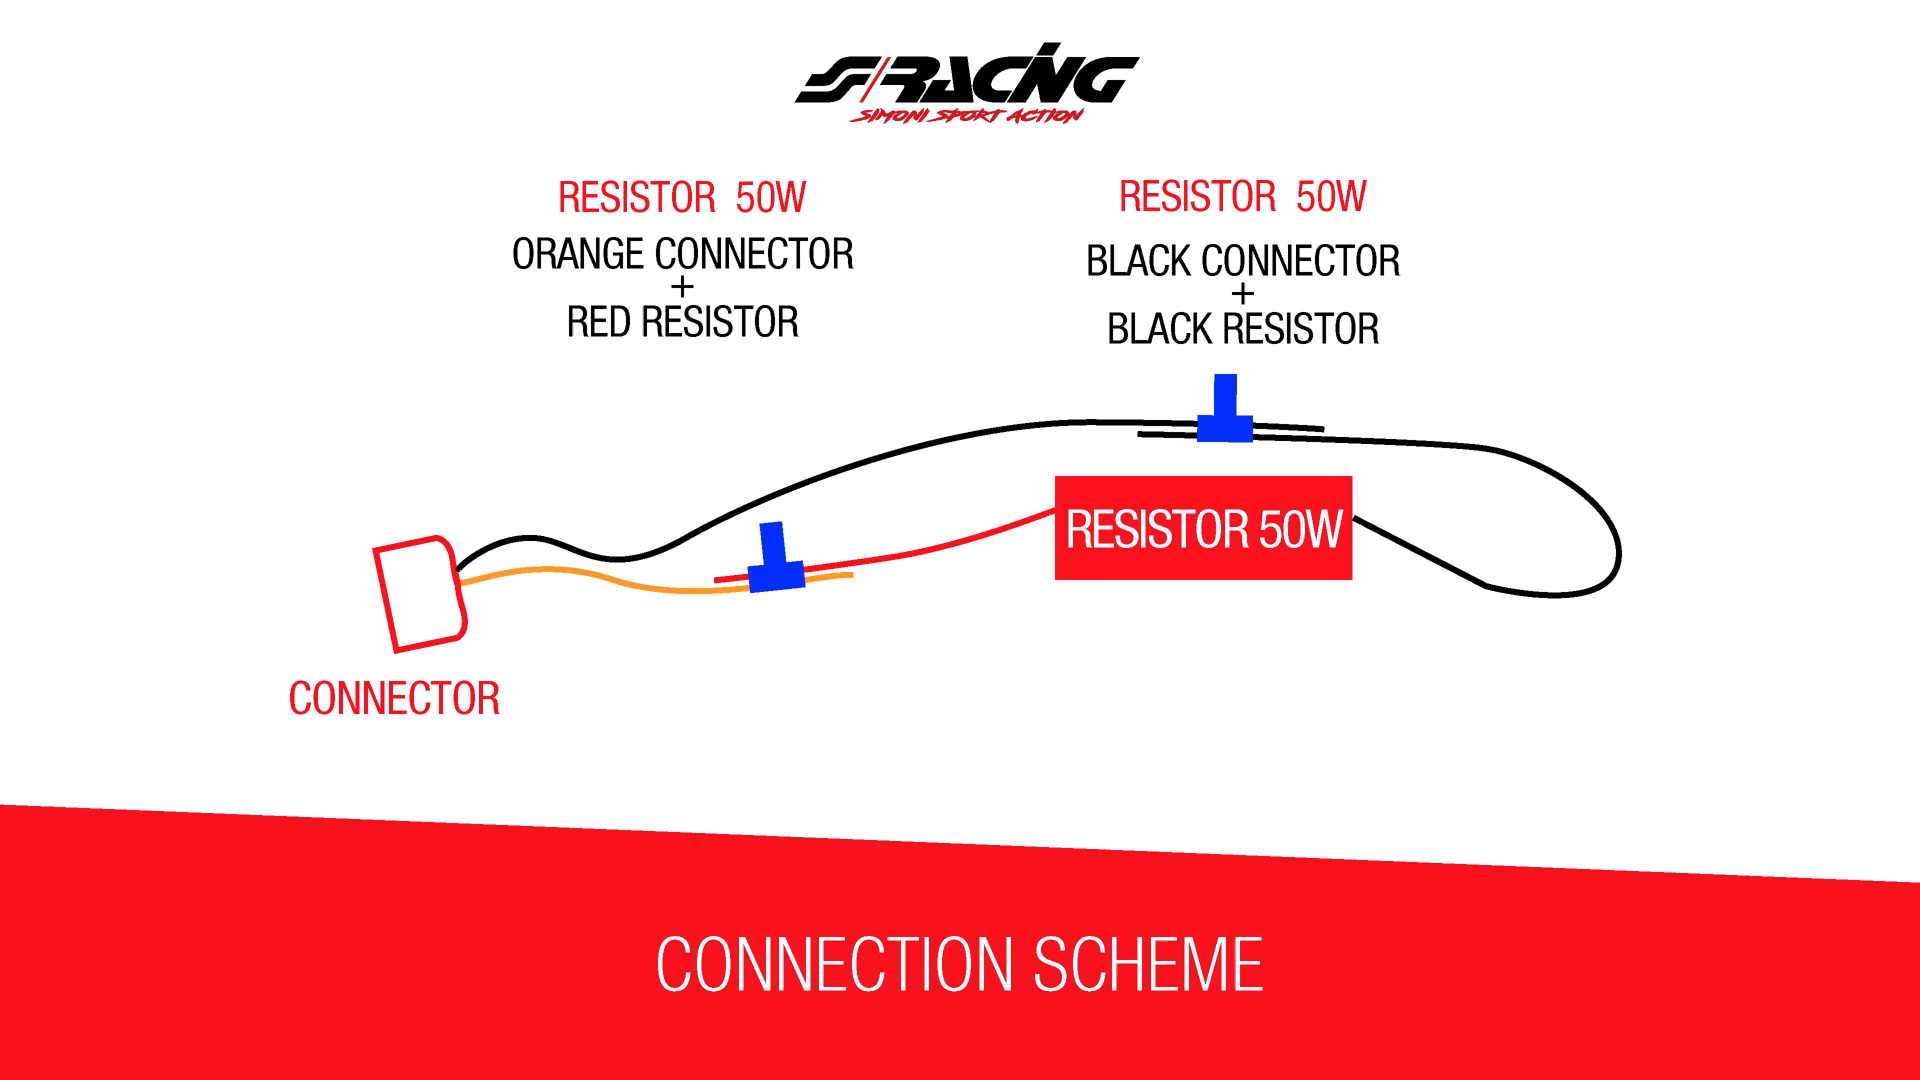 S/RACING
SIMONI SPORT ACTION
RESISTOR 50W
ORANGE CONNECTOR
+
RED RESISTOR
RESISTOR 50W
BLACK CONNECTOR
+
BLACK RESISTOR
RESISTOR 50W
CONNECTOR
CONNECTION SCHEME